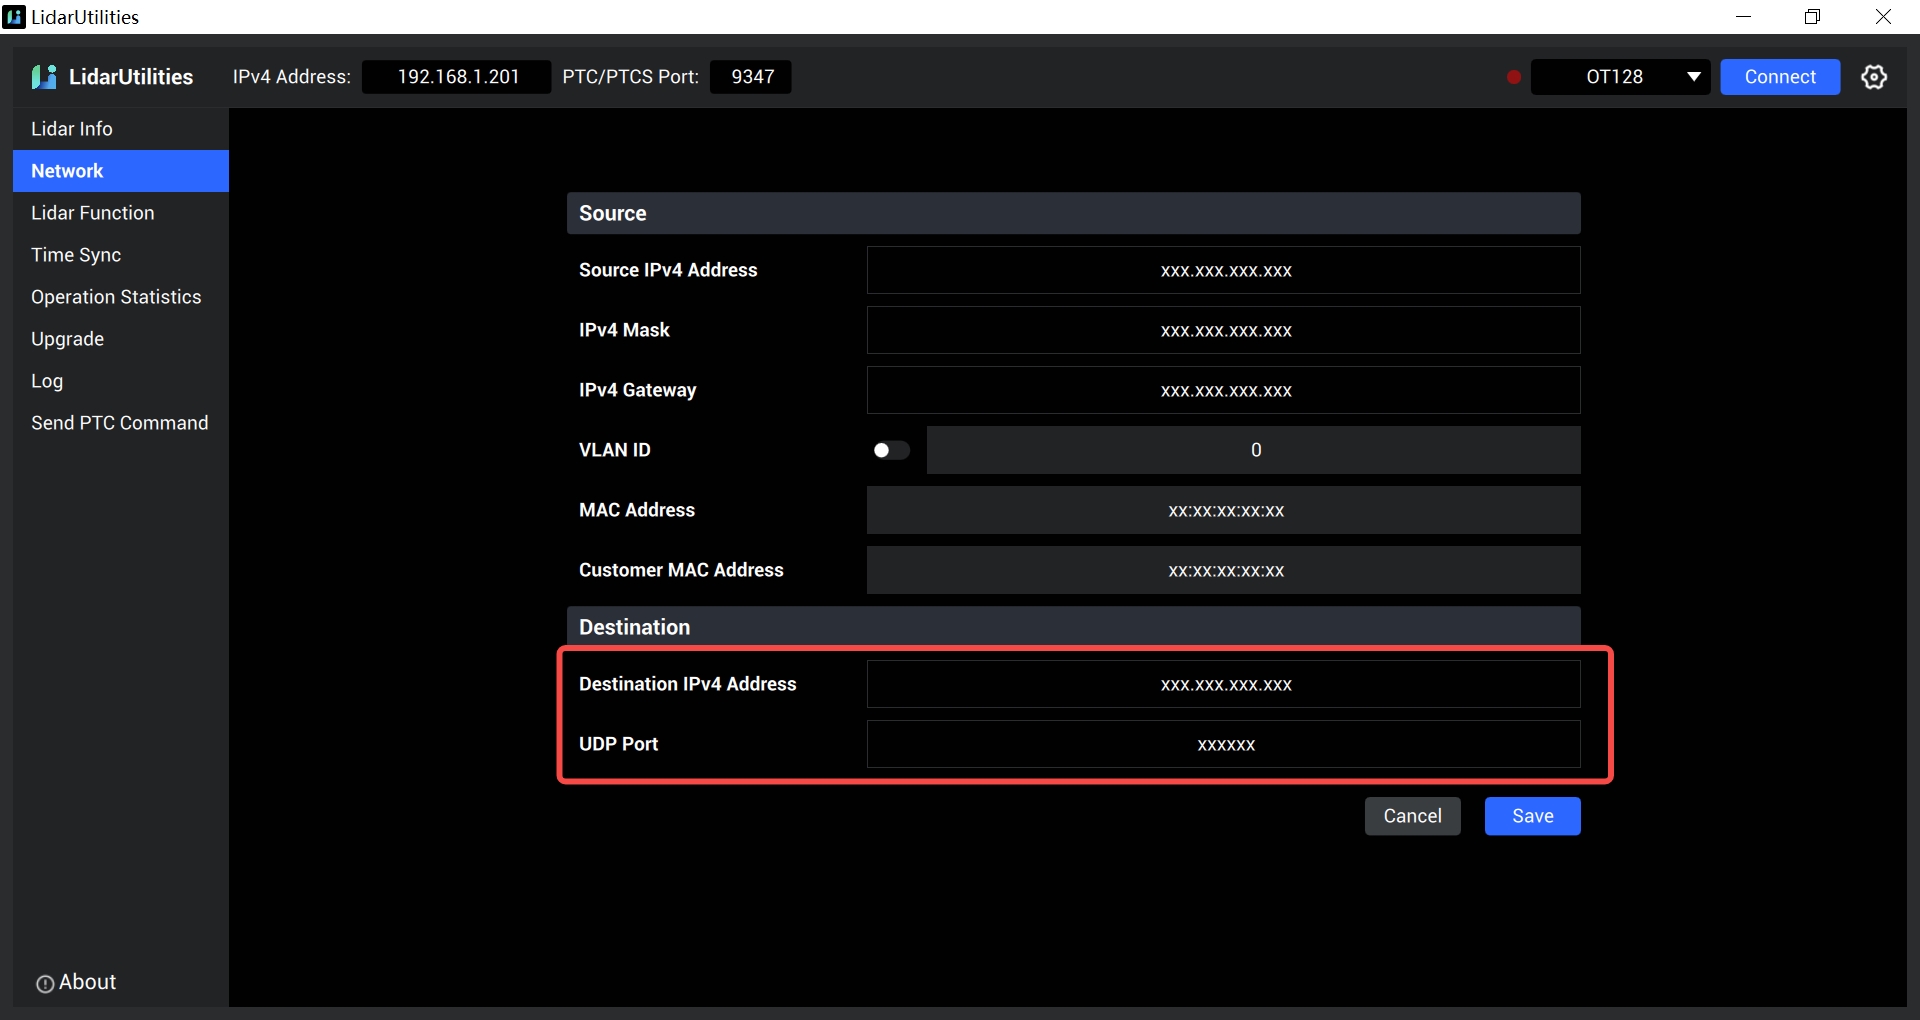 LidarUtilities
LidarUtilities IPv4 Address: 192.168.1.201 PTC/PTCS Port: 9347 OT128 Connect
Lidar Info
Network
Lidar Function
Time Sync
Operation Statistics
Upgrade
Log
Send PTC Command
About
Source
Source IPv4 Address xxx.xxx.xxx.xxx
IPv4 Mask xxx.xxx.xxx.xxx
IPv4 Gateway xxx.xxx.xxx.xxx
VLAN ID 0
MAC Address xx:xx:xx:xx:xx
Customer MAC Address xx:xx:xx:xx:xx
Destination
Destination IPv4 Address xxx.xxx.xxx.xxx
UDP Port xxxxxx
Cancel Save